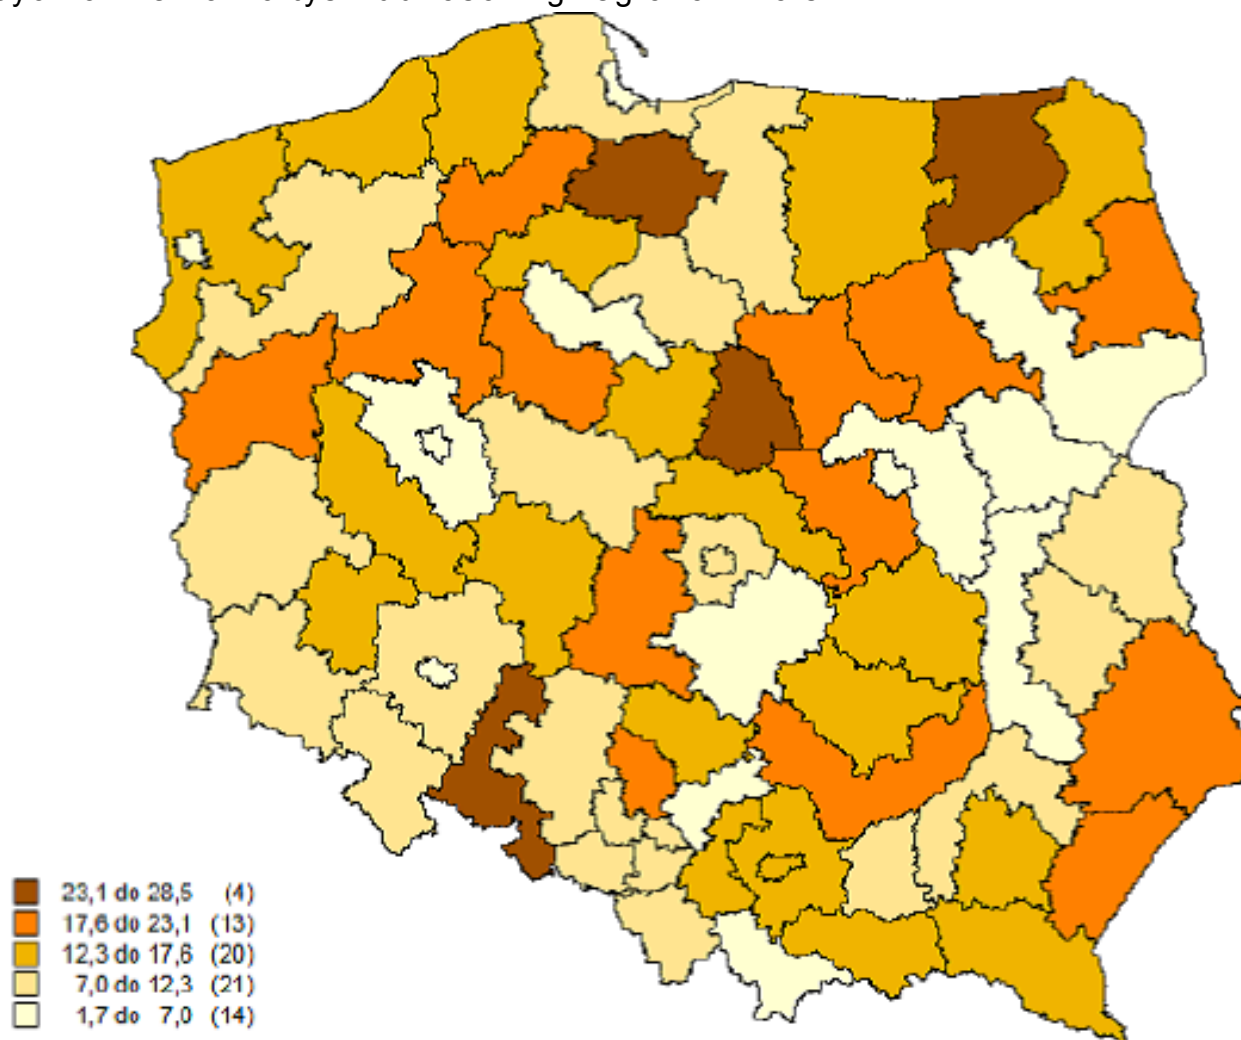 23,1 do 28,5 (4)
17,6 do 23,1 (13)
12,3 do 17,6 (20)
7,0 do 12,3 (21)
1,7 do 7,0 (14)